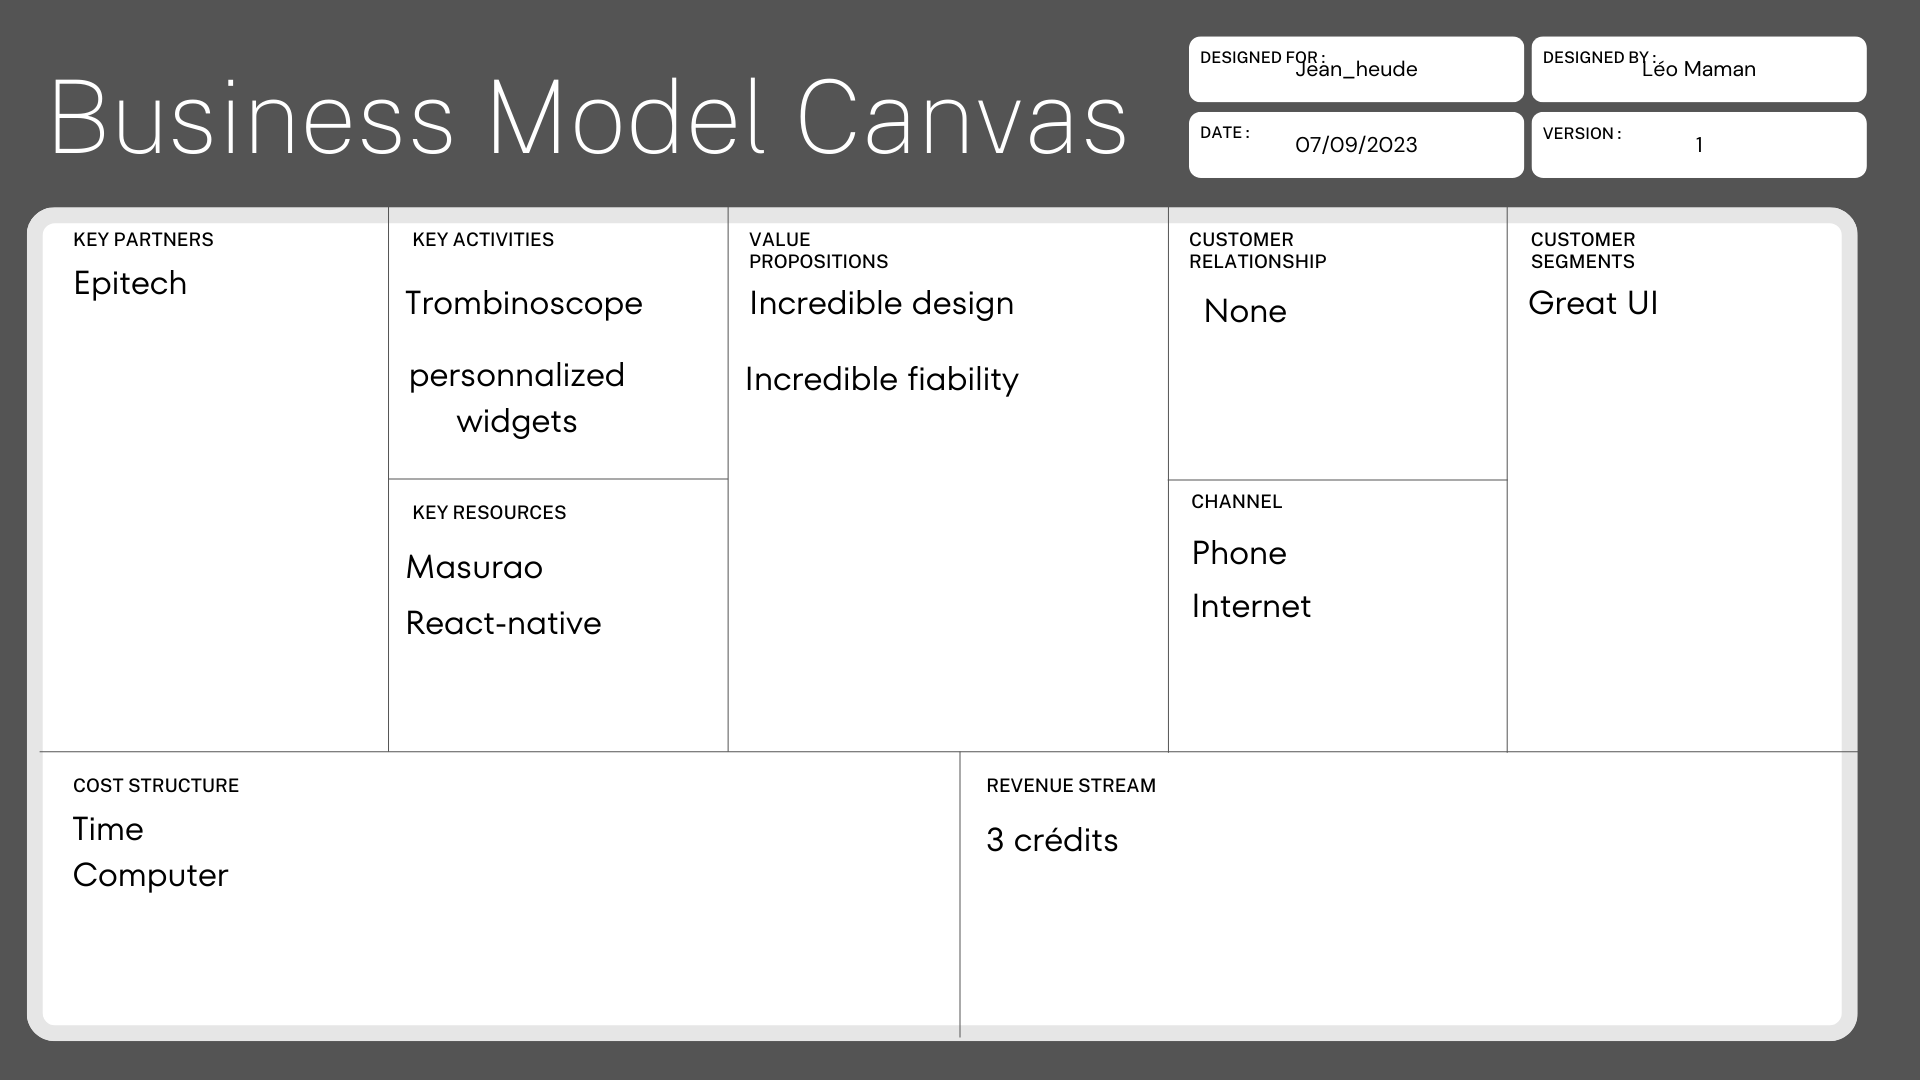 Business Model Canvas
DESIGNED FOR :
Jean_heude
DESIGNED BY :
Léo Maman
DATE :
07/09/2023
VERSION :
1
KEY PARTNERS
Epitech
KEY ACTIVITIES
Trombinoscope
personnalized
widgets
KEY RESOURCES
Masurao
React-native
VALUE
PROPOSITIONS
Incredible design
Incredible fiability
CUSTOMER
RELATIONSHIP
None
CHANNEL
Phone
Internet
CUSTOMER
SEGMENTS
Great UI
COST STRUCTURE
Time
Computer
REVENUE STREAM
3 crédits